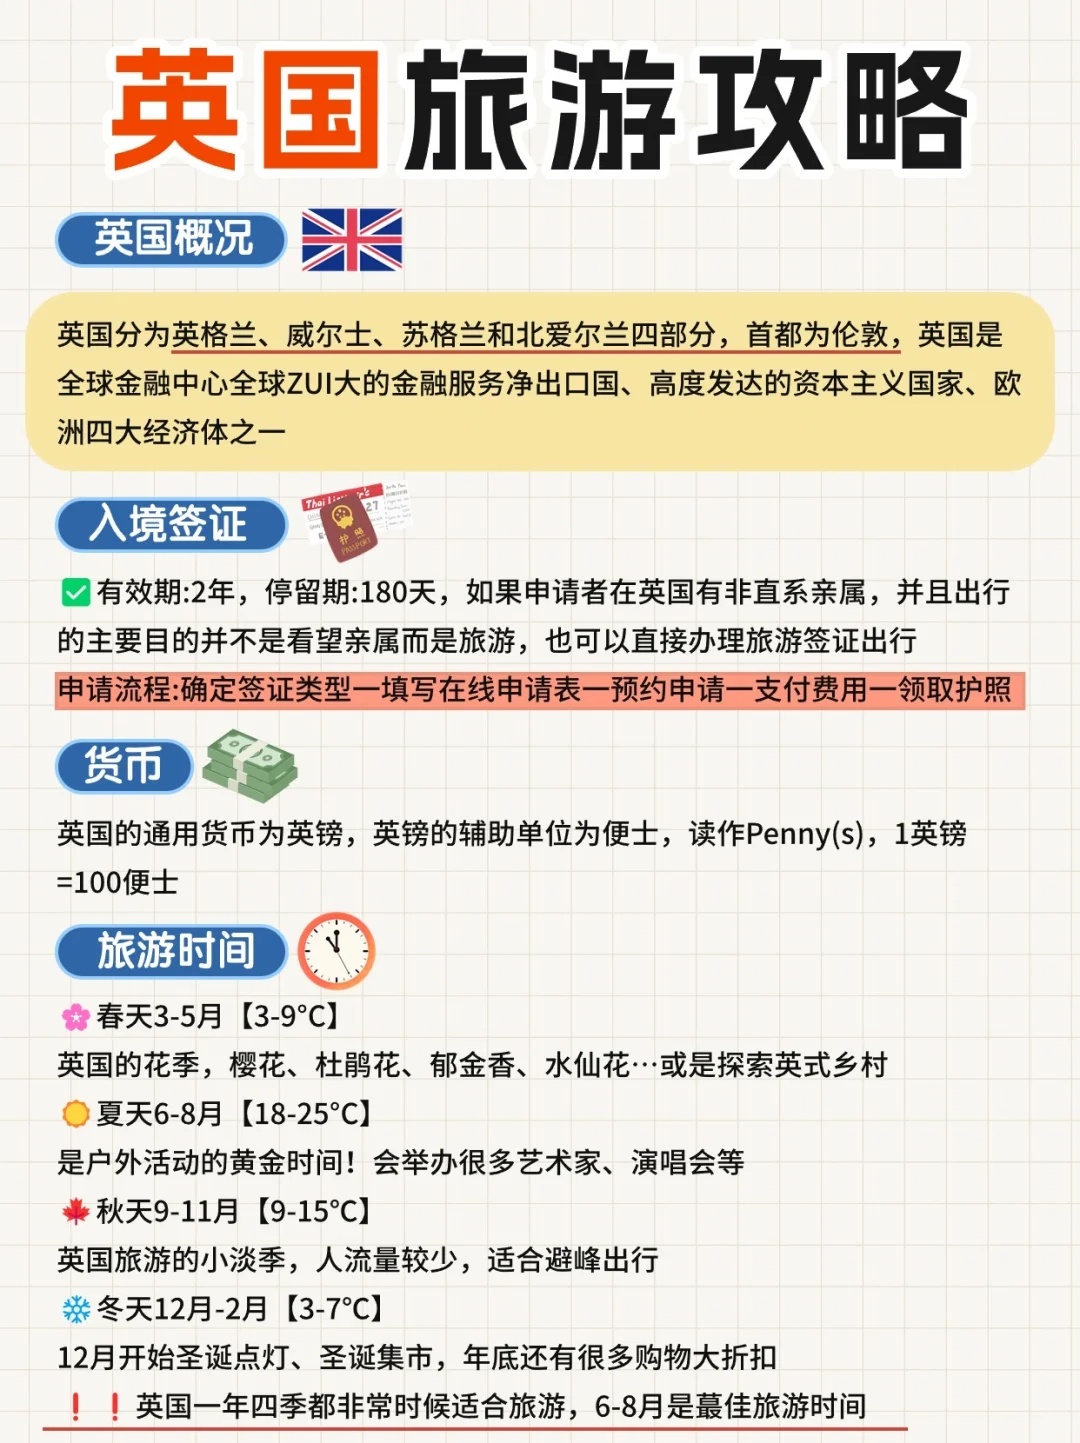 英国旅游攻略
英国概况
英国分为英格兰、威尔士、苏格兰和北爱尔兰四部分，首都为伦敦，英国是
全球金融中心全球ZUI大的金融服务净出口国、高度发达的资本主义国家、欧
洲四大经济体之一
入境签证
护照
PASSPORT
27
✅有效期:2年，停留期:180天，如果申请者在英国有非直系亲属，并且出行
的主要目的并不是看望亲属而是旅游，也可以直接办理旅游签证出行
申请流程:确定签证类型一填写在线申请表一预约申请一支付费用一领取护照
货币
英国的通用货币为英镑，英镑的辅助单位为便士，读作Penny(s)，1英镑
=100便士
旅游时间
🌸春天3-5月【3-9°C】
英国的花季，樱花、杜鹃花、郁金香、水仙花…或是探索英式乡村
夏天6-8月【18-25℃】
是户外活动的黄金时间！会举办很多艺术家、演唱会等
🍁秋天9-11月【9-15℃】
英国旅游的小淡季，人流量较少，适合避峰出行
❄️冬天12月-2月【3-7℃】
12月开始圣诞点灯、圣诞集市，年底还有很多购物大折扣
❗❗英国一年四季都非常时候适合旅游，6-8月是蕞佳旅游时间